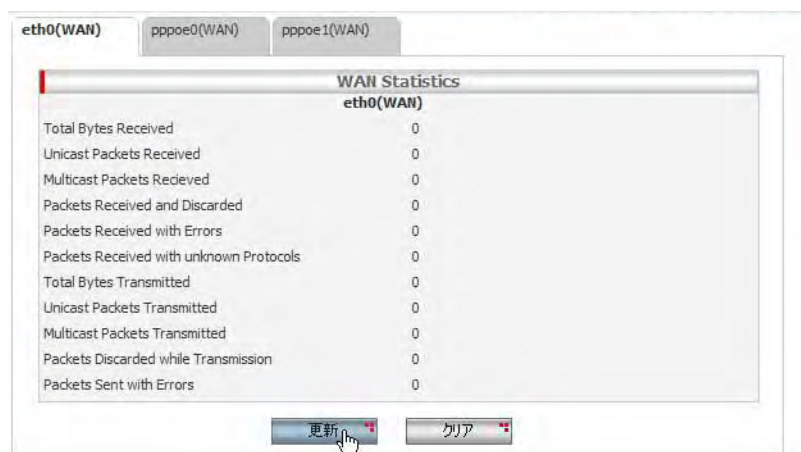 eth0(WAN) pppoe0(WAN) pppoe1(WAN)
WAN Statistics
eth0(WAN)
Total Bytes Received 0
Unicast Packets Received 0
Multicast Packets Recieved 0
Packets Received and Discarded 0
Packets Received with Errors 0
Packets Received with unknown Protocols 0
Total Bytes Transmitted 0
Unicast Packets Transmitted 0
Multicast Packets Transmitted 0
Packets Discarded while Transmission 0
Packets Sent with Errors 0
更新 クリア